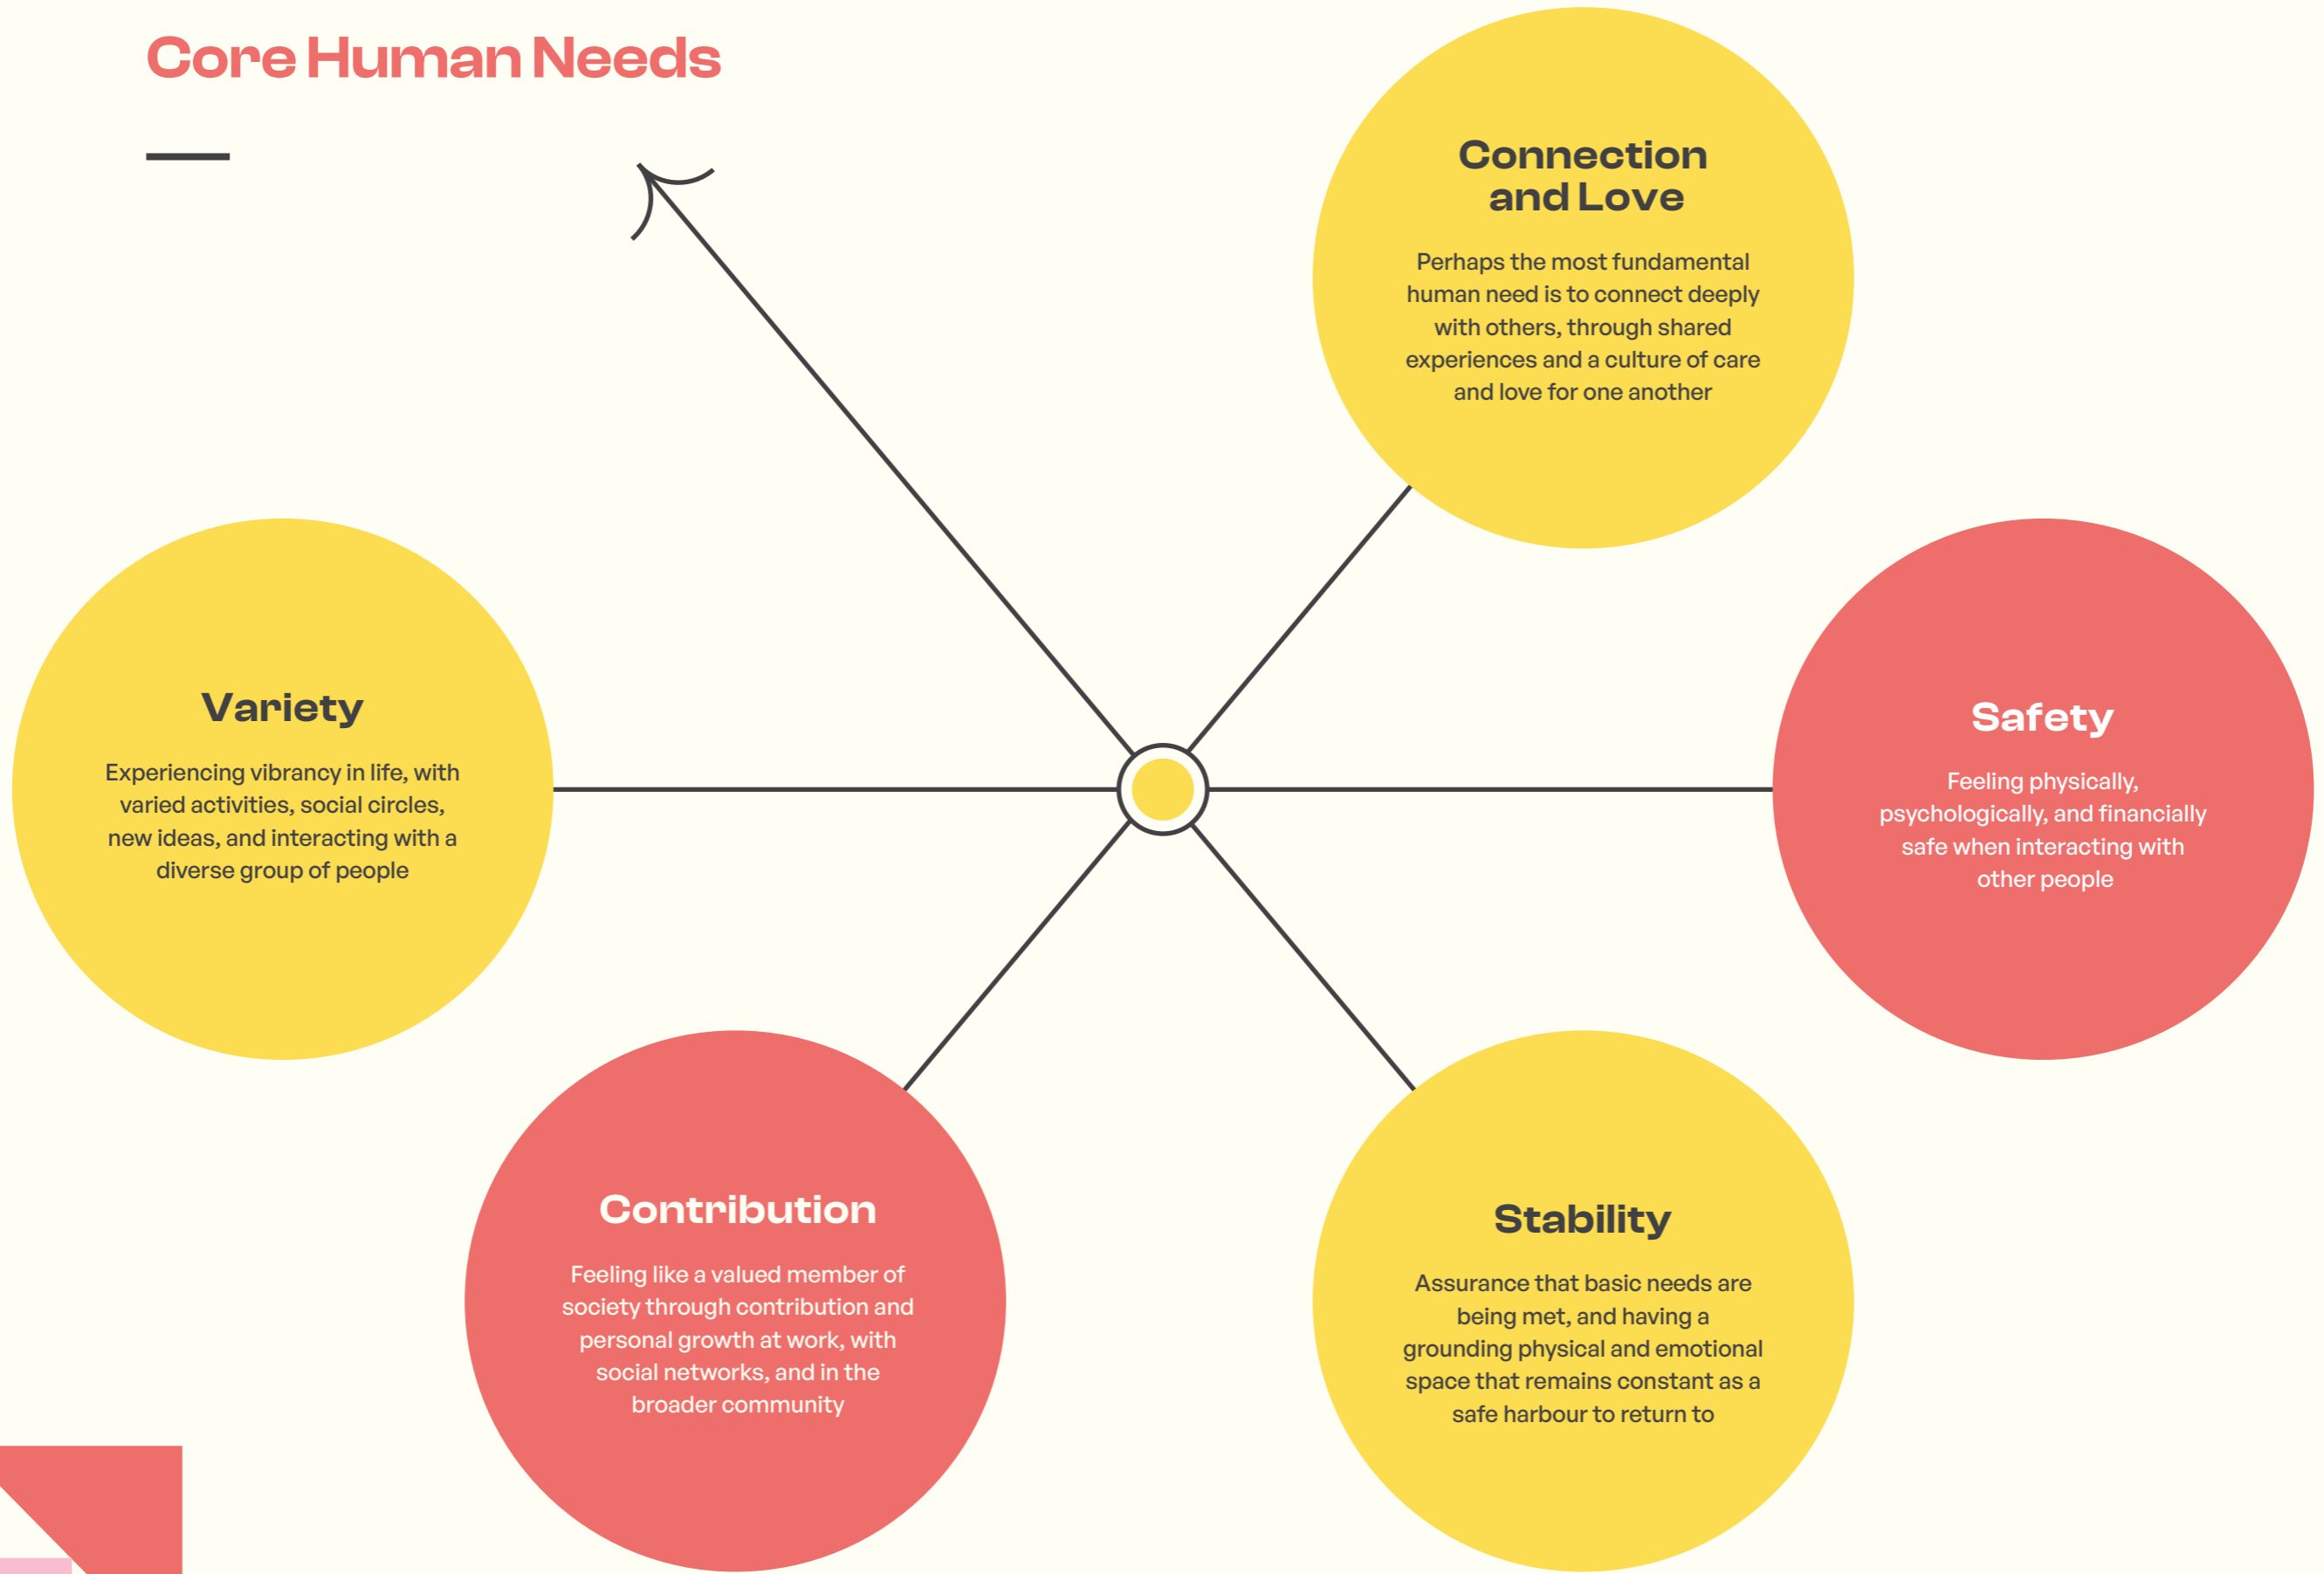 Core Human Needs
Connection
and Love
Perhaps the most fundamental
human need is to connect deeply
with others, through shared
experiences and a culture of care
and love for one another
Variety
Experiencing vibrancy in life, with
varied activities, social circles,
new ideas, and interacting with a
diverse group of people
Safety
Feeling physically,
psychologically, and financially
safe when interacting with
other people
Contribution
Feeling like a valued member of
society through contribution and
personal growth at work, with
social networks, and in the
broader community
Stability
Assurance that basic needs are
being met, and having a
grounding physical and emotional
space that remains constant as a
safe harbour to return to